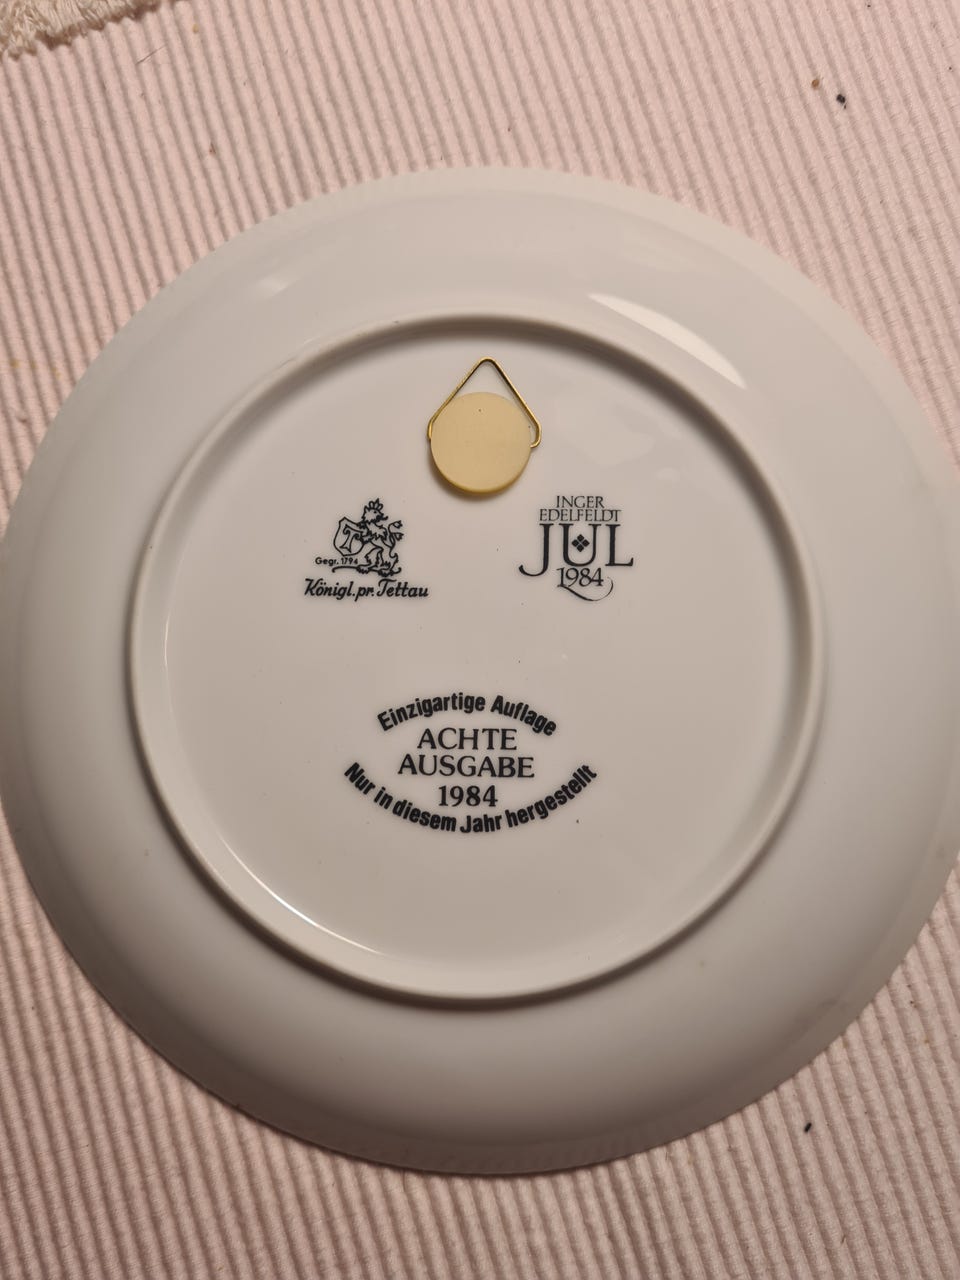 Gegr. 1794
Königl.pr.Tettau
INGER
EDELFELDT
JUL
1984
Einzigartige Auflage
ACHTE
AUSGABE
1984
Nur in diesem Jahr hergestellt